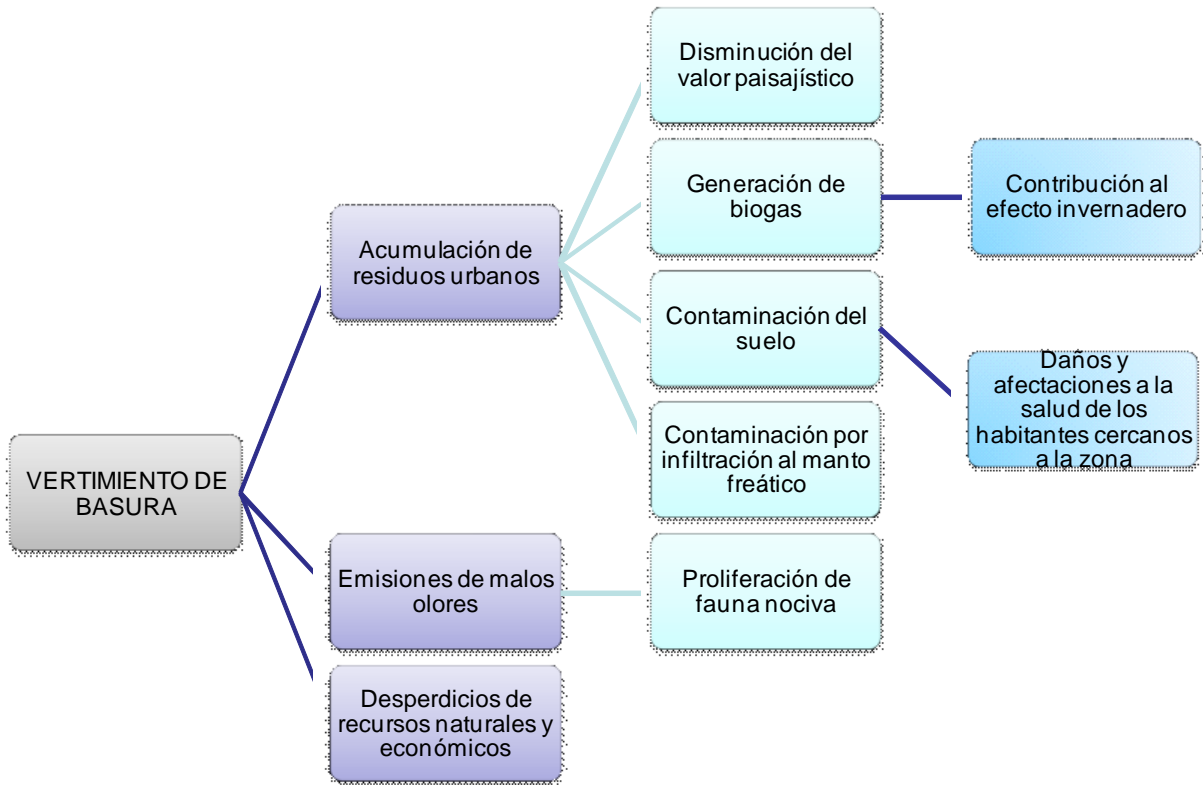 Disminución del
valor paisajístico
Generación de
biogas
Contribución al
efecto invernadero
Acumulación de
residuos urbanos
Contaminación del
suelo
Daños y
afectaciones a la
salud de los
habitantes cercanos
a la zona
Contaminación por
infiltración al manto
freático
VERTIMIENTO DE
BASURA
Emisiones de malos
olores
Proliferación de
fauna nociva
Desperdicios de
recursos naturales y
económicos